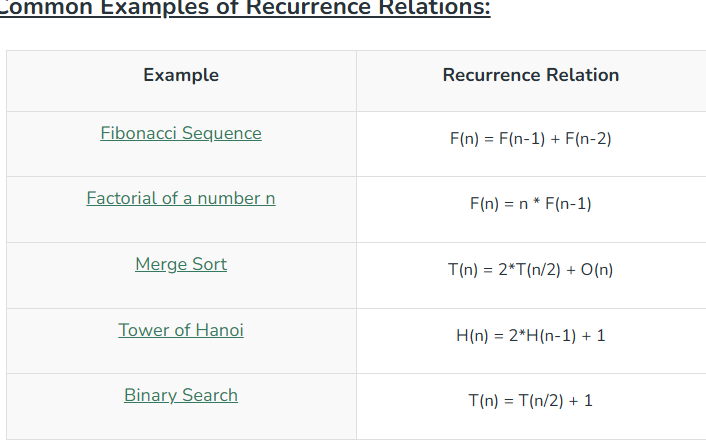 Common Examples of Recurrence Relations:
Example Recurrence Relation
Fibonacci Sequence F(n) = F(n-1) + F(n-2)
Factorial of a number n F(n) = n * F(n-1)
Merge Sort T(n) = 2*T(n/2) + O(n)
Tower of Hanoi H(n) = 2*H(n-1) + 1
Binary Search T(n) = T(n/2) + 1